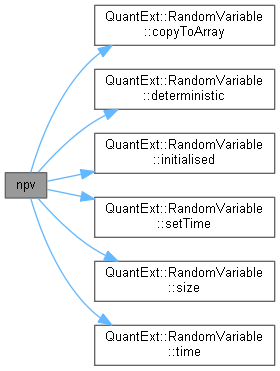 QuantExt::RandomVariable
::copyToArray
QuantExt::RandomVariable
::deterministic
QuantExt::RandomVariable
::initialised
npv
QuantExt::RandomVariable
::setTime
QuantExt::RandomVariable
::size
QuantExt::RandomVariable
::time